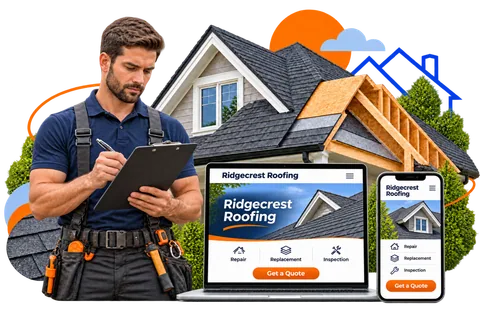 Ridgecrest Roofing
Ridgecrest
Roofing
Repair
Replacement
Inspection
Get a Quote
Ridgecrest
Roofing
Repair
Replacement
Inspection
Get a Quote